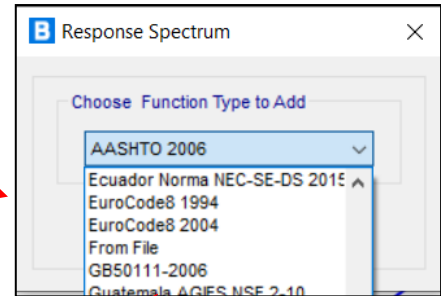 B Response Spectrum
Choose Function Type to Add
AASHTO 2006
Ecuador Norma NEC-SE-DS 2015
EuroCode8 1994
EuroCode8 2004
From File
GB50111-2006
Guatemala AGIES NSE 2-10